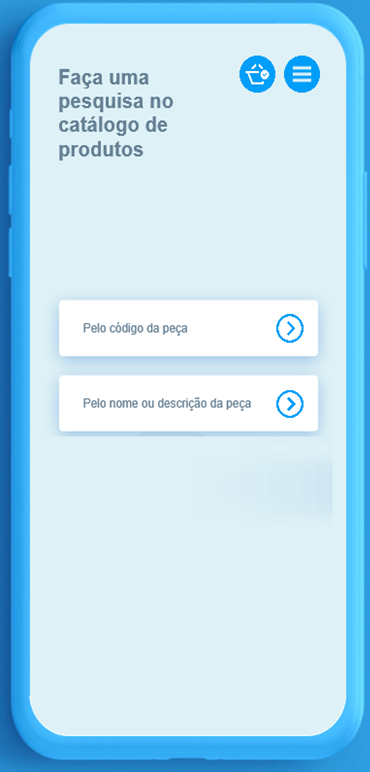 Faça uma
pesquisa no
catálogo de
produtos
Pelo código da peça
Pelo nome ou descrição da peça